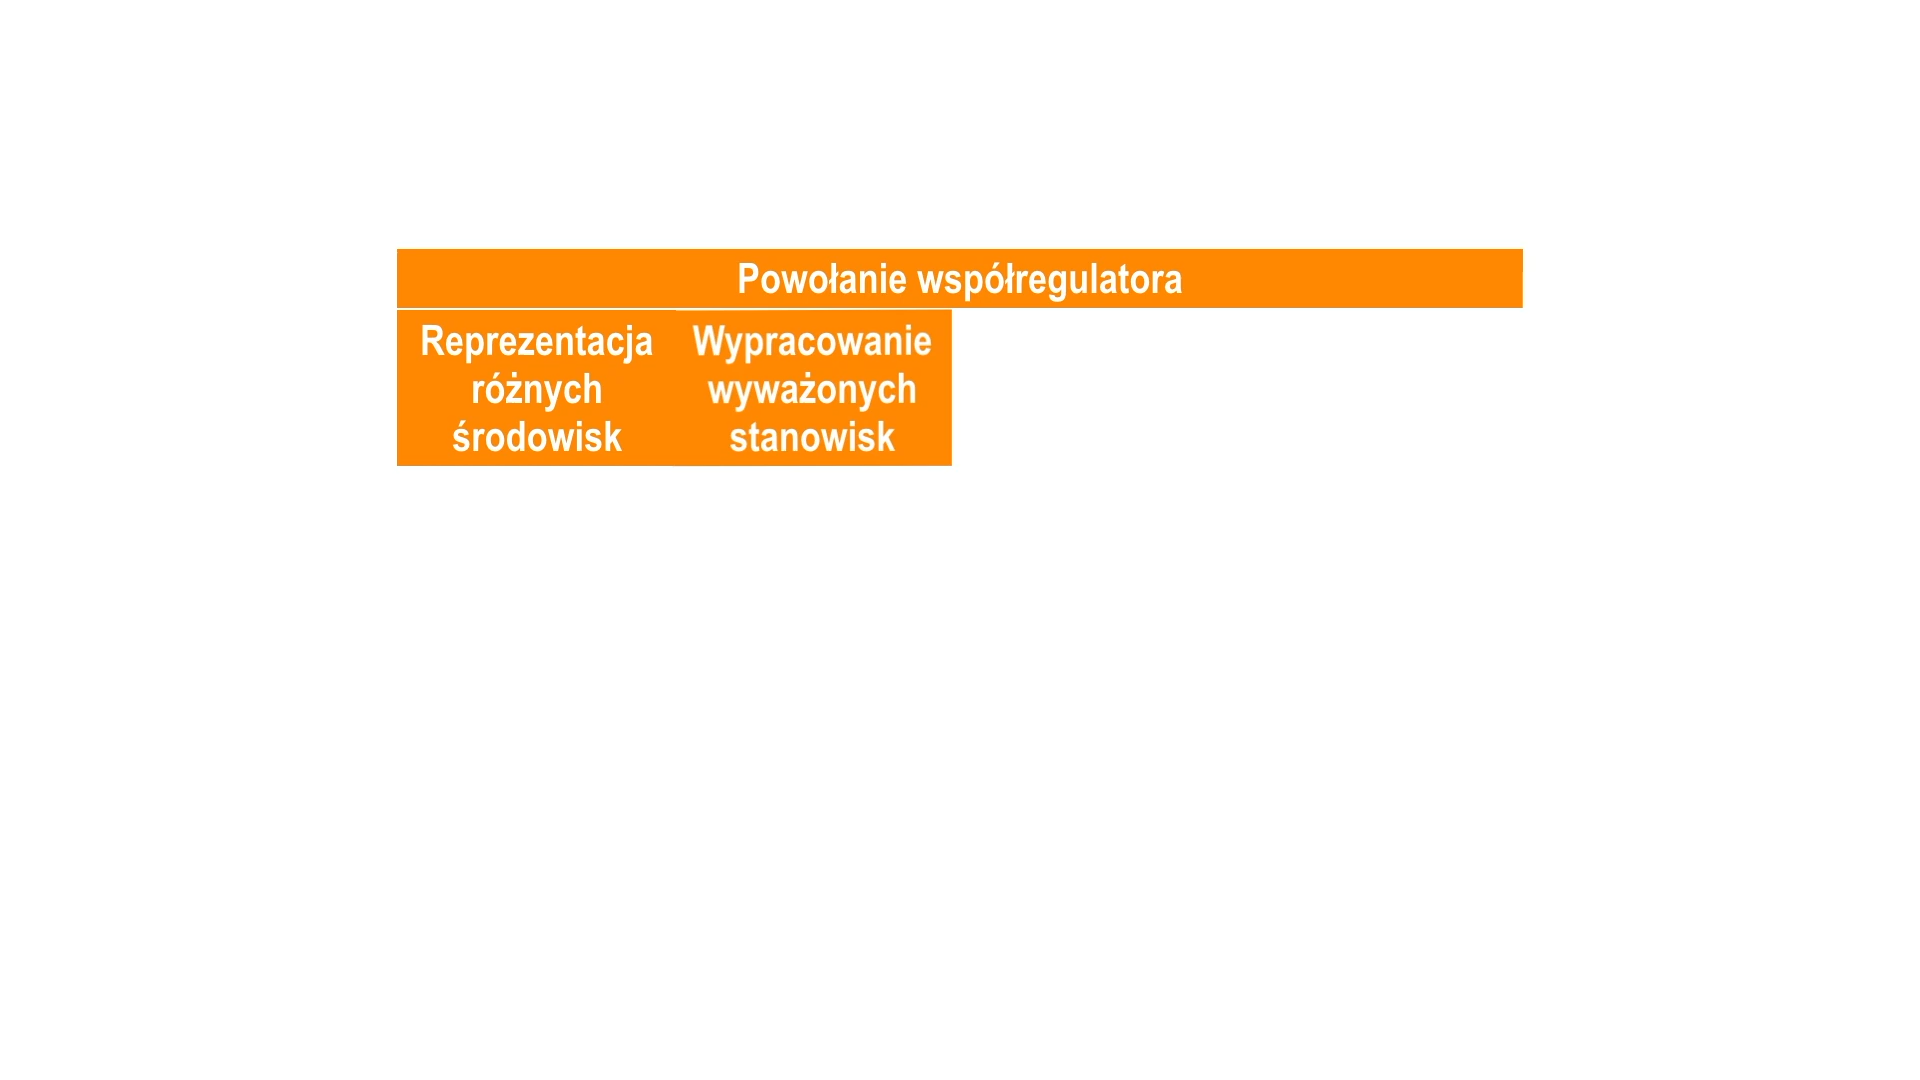 Powołanie współregulatora
Reprezentacja
różnych
środowisk
Wypracowanie
wyważonych
stanowisk